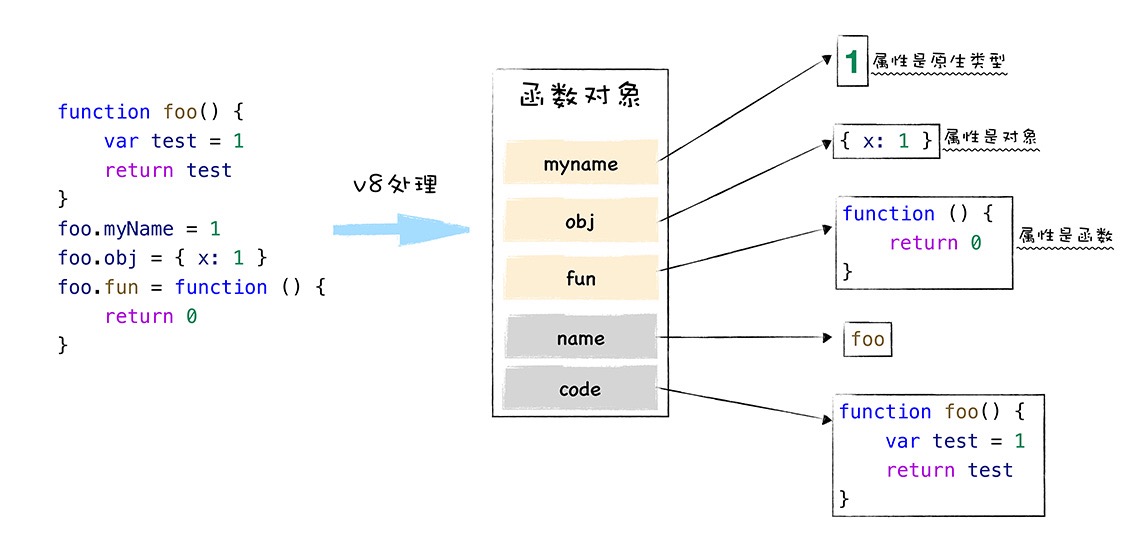 function foo() {
    var test = 1
    return test
}
foo.myName = 1
foo.obj = { x: 1 }
foo.fun = function () {
    return 0
}
v8处理
函数对象
myname
obj
fun
name
code
1 属性是原生类型
{ x: 1 } 属性是对象
function () {
    return 0
}
属性是函数
foo
function foo() {
    var test = 1
    return test
}